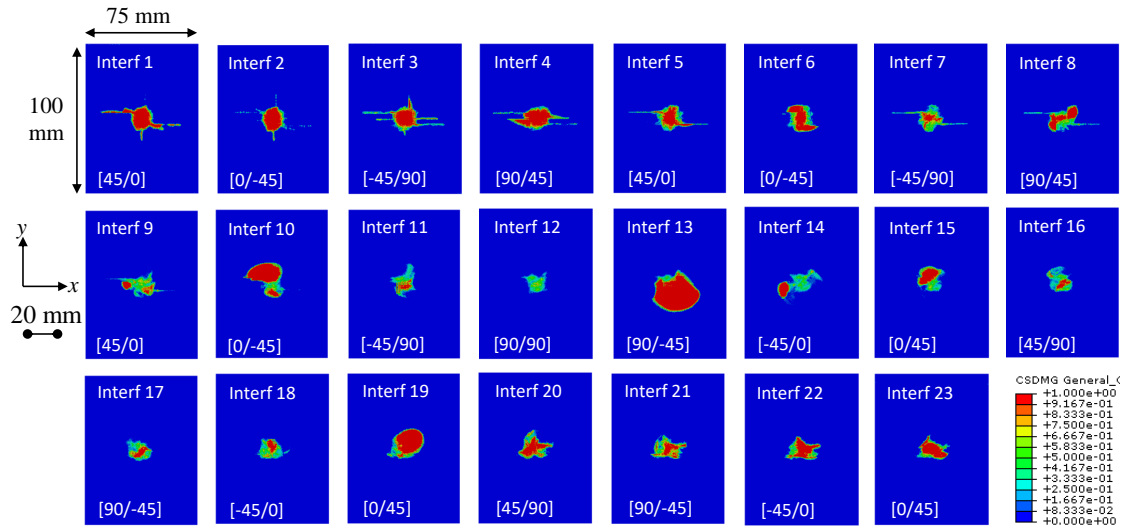 75 mm
100 mm
Interf 1 Interf 2 Interf 3 Interf 4 Interf 5 Interf 6 Interf 7 Interf 8
[45/0] [0/-45] [-45/90] [90/45] [45/0] [0/-45] [-45/90] [90/45]
y
x
20 mm
Interf 9 Interf 10 Interf 11 Interf 12 Interf 13 Interf 14 Interf 15 Interf 16
[45/0] [0/-45] [-45/90] [90/90] [90/-45] [-45/0] [0/45] [45/90]
Interf 17 Interf 18 Interf 19 Interf 20 Interf 21 Interf 22 Interf 23
[90/-45] [-45/0] [0/45] [45/90] [90/-45] [-45/0] [0/45]
CSDMG General_
+1.000e+00
+9.167e-01
+8.333e-01
+7.500e-01
+6.667e-01
+5.833e-01
+5.000e-01
+4.167e-01
+3.333e-01
+2.500e-01
+1.667e-01
+8.333e-02
+0.000e+00